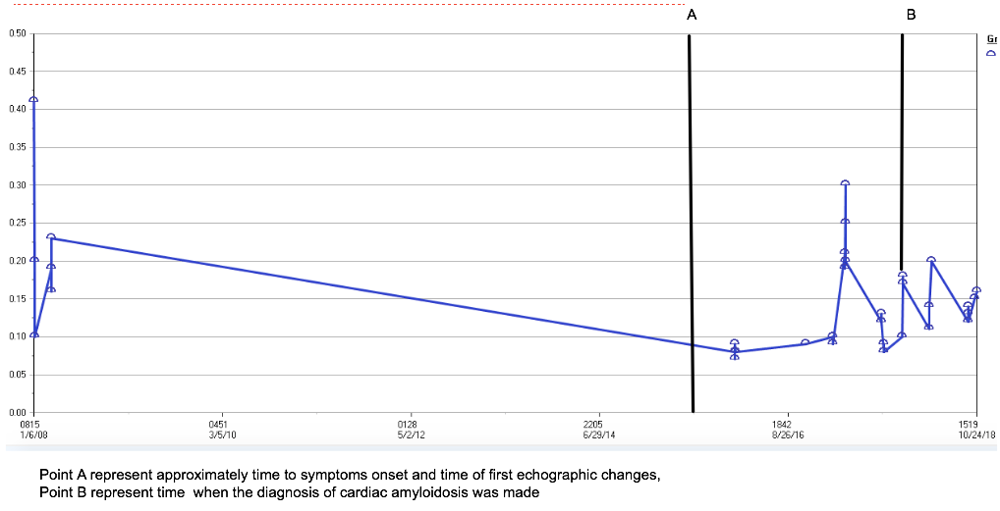 A B
0.50
Gr
0.45
0.40
0.35
0.30
0.25
0.20
0.15
0.10
0.05
0.00
0815 0451 0128 2205 1842 1519
1/6/08 3/5/10 5/2/12 6/29/14 8/26/16 10/24/18
Point A represent approximately time to symptoms onset and time of first echographic changes,
Point B represent time when the diagnosis of cardiac amyloidosis was made